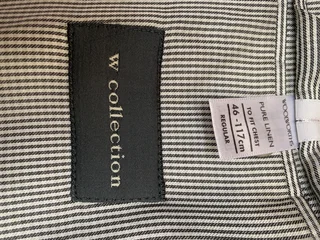 w collection
WOOLWORTHS
PURE LINEN
TO FIT CHEST
46 - 117cm
REGULAR